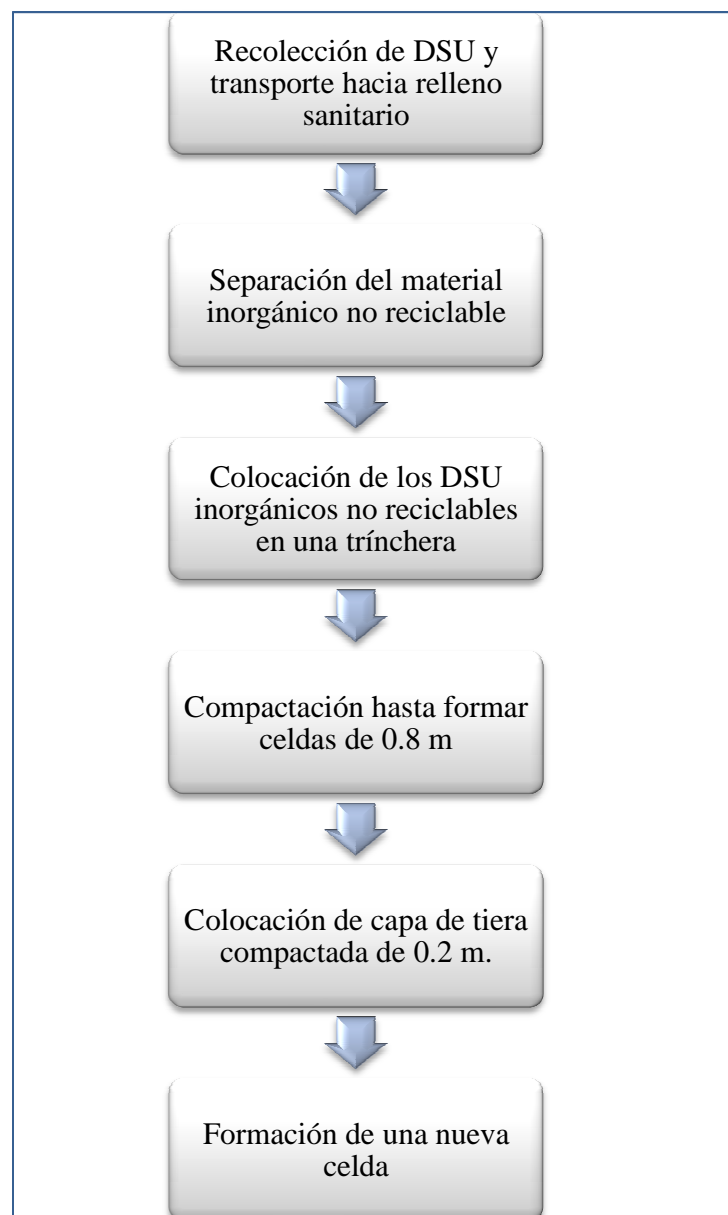 Recolección de DSU y
transporte hacia relleno
sanitario
Separación del material
inorgánico no reciclable
Colocación de los DSU
inorgánicos no reciclables
en una trínchera
Compactación hasta formar
celdas de 0.8 m
Colocación de capa de tiera
compactada de 0.2 m.
Formación de una nueva
celda